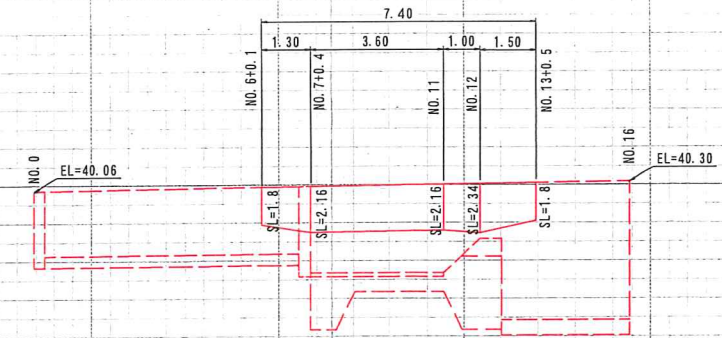 7.40
1.30
3.60
1.00
1.50
NO.6+0.1
NO.7+0.4
NO.11
NO.12
NO.13+0.5
NO.0
EL=40.06
NO.16
EL=40.30
SL=1.8
SL=2.16
SL=2.16
SL=2.34
SL=1.8